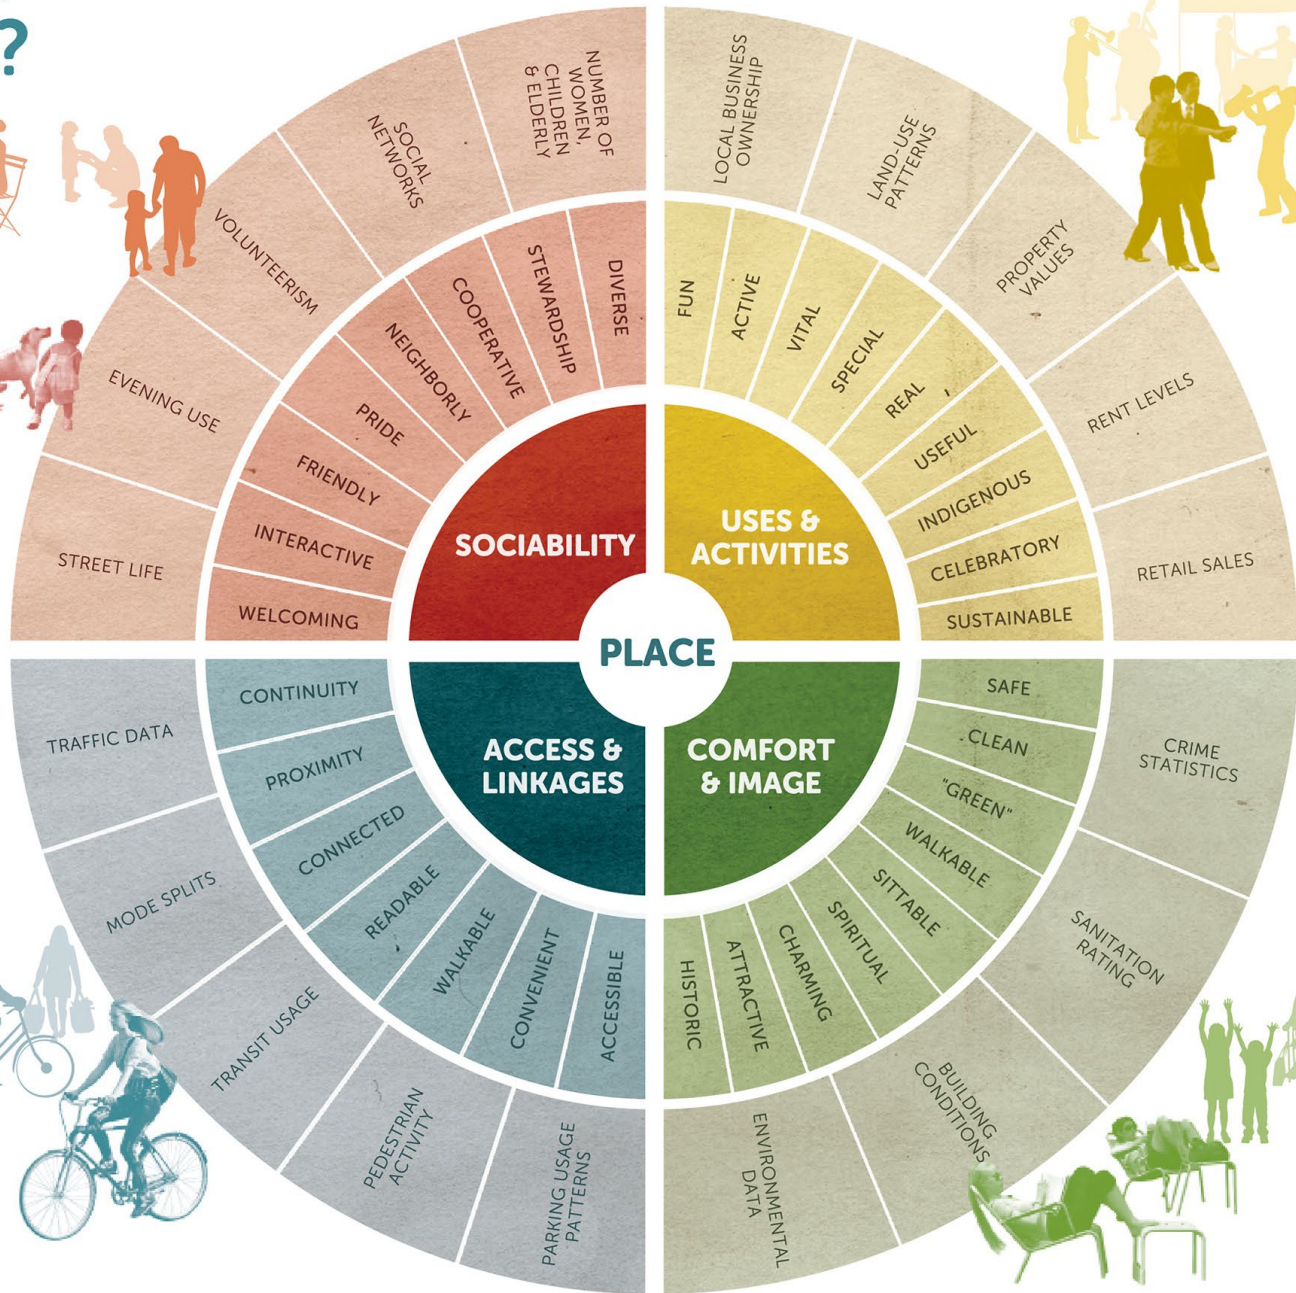 ?
NUMBER OF
WOMEN,
CHILDREN
& ELDERLY
SOCIAL
NETWORKS
VOLUNTEERISM
EVENING USE
STREET LIFE
DIVERSE
STEWARDSHIP
COOPERATIVE
NEIGHBORLY
PRIDE
FRIENDLY
INTERACTIVE
WELCOMING
SOCIABILITY
LOCAL BUSINESS
OWNERSHIP
LAND-USE
PATTERNS
PROPERTY
VALUES
RENT LEVELS
RETAIL SALES
FUN
ACTIVE
VITAL
SPECIAL
REAL
USEFUL
INDIGENOUS
CELEBRATORY
SUSTAINABLE
USES &
ACTIVITIES
PLACE
ACCESS &
LINKAGES
CONTINUITY
PROXIMITY
CONNECTED
READABLE
WALKABLE
CONVENIENT
ACCESSIBLE
TRAFFIC DATA
MODE SPLITS
TRANSIT USAGE
PEDESTRIAN
ACTIVITY
PARKING USAGE
PATTERNS
COMFORT
& IMAGE
SAFE
CLEAN
"GREEN"
WALKABLE
SITTABLE
SPIRITUAL
CHARMING
ATTRACTIVE
HISTORIC
CRIME
STATISTICS
SANITATION
RATING
BUILDING
CONDITIONS
ENVIRONMENTAL
DATA